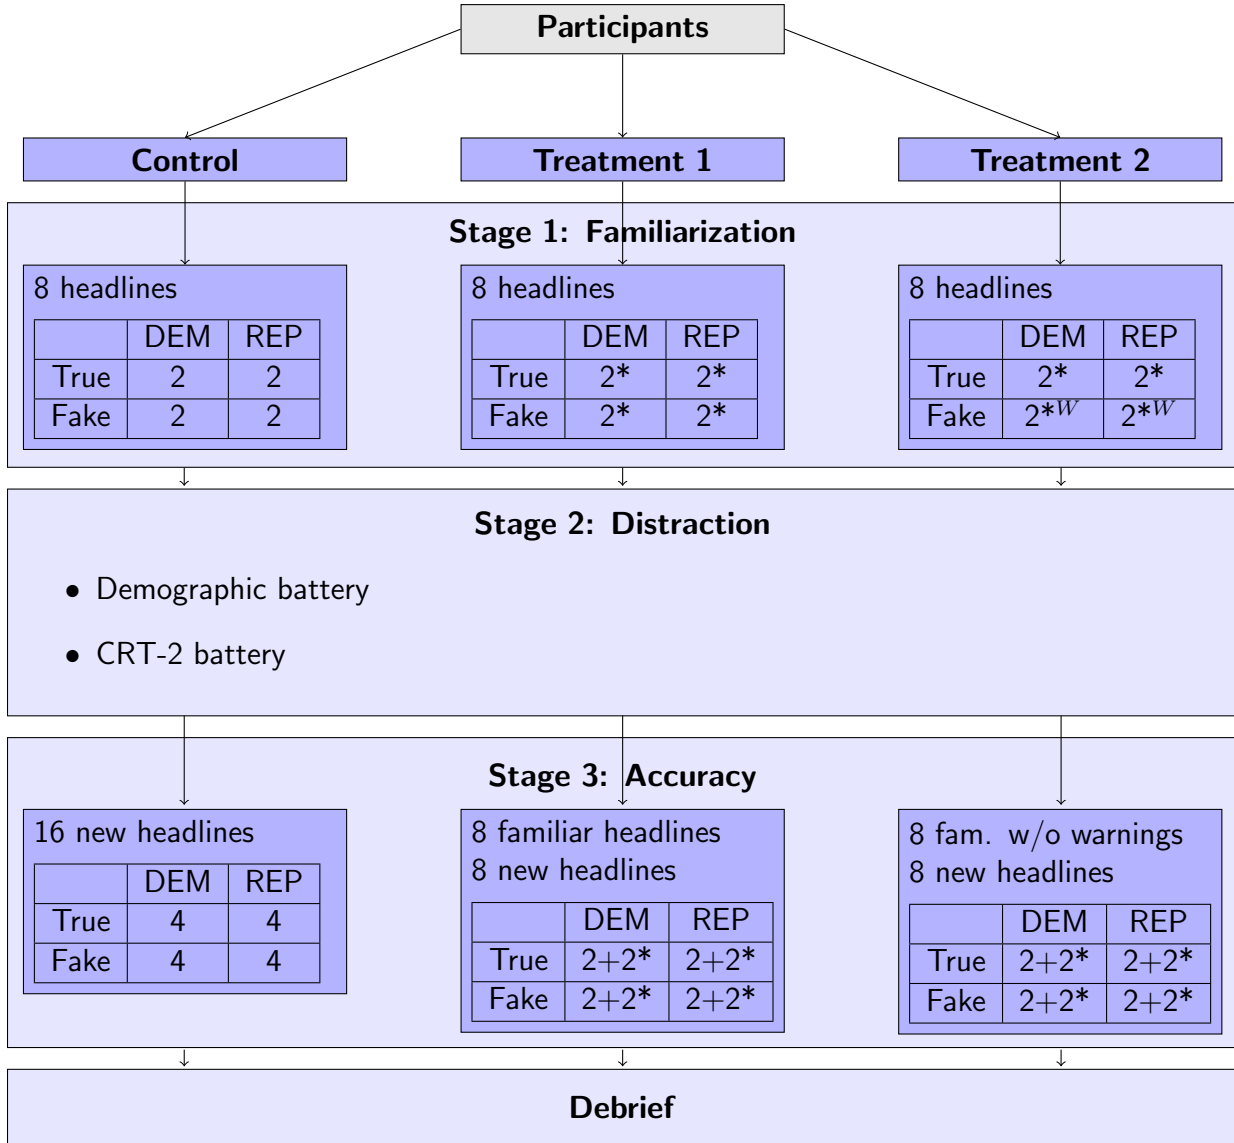 Participants
Control
Treatment 1
Treatment 2
Stage 1: Familiarization
8 headlines
DEM REP
True 2 2
Fake 2 2
8 headlines
DEM REP
True 2* 2*
Fake 2* 2*
8 headlines
DEM REP
True 2* 2*
Fake 2*W 2*W
Stage 2: Distraction
• Demographic battery
• CRT-2 battery
Stage 3: Accuracy
16 new headlines
DEM REP
True 4 4
Fake 4 4
8 familiar headlines
8 new headlines
DEM REP
True 2+2* 2+2*
Fake 2+2* 2+2*
8 fam. w/o warnings
8 new headlines
DEM REP
True 2+2* 2+2*
Fake 2+2* 2+2*
Debrief